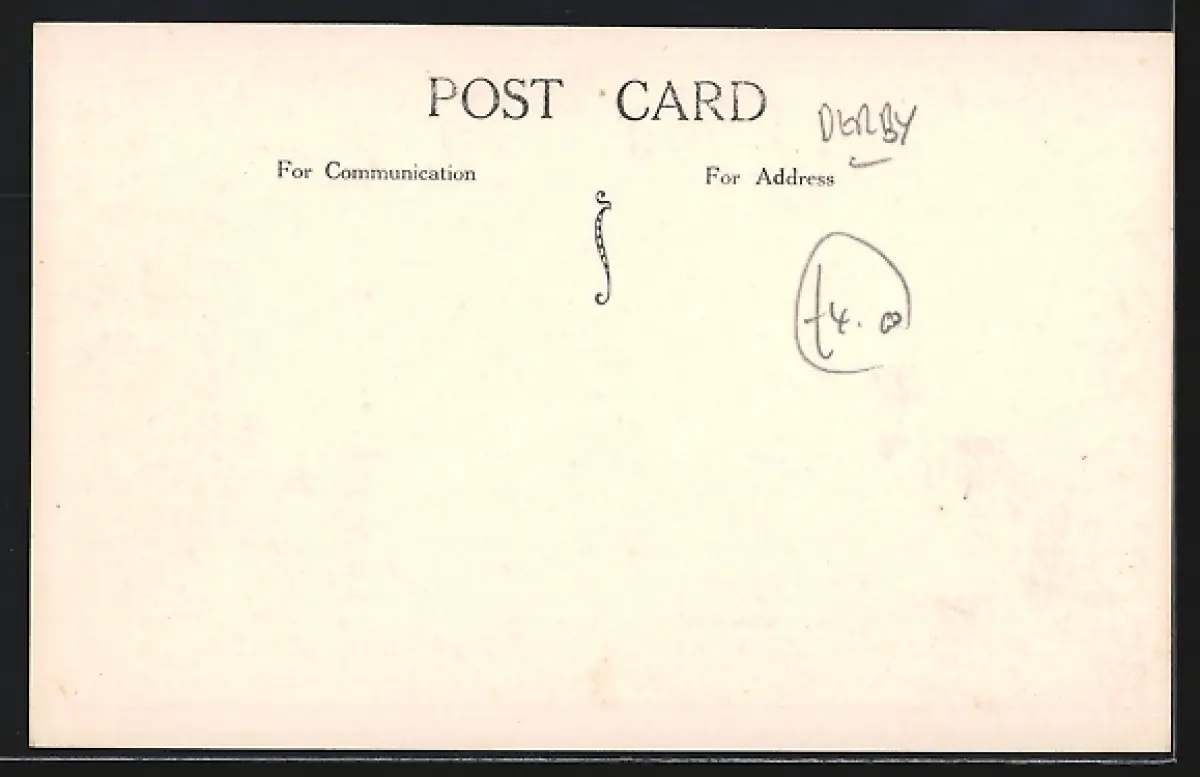 POST CARD
DERBY
For Communication
For Address
£4.00